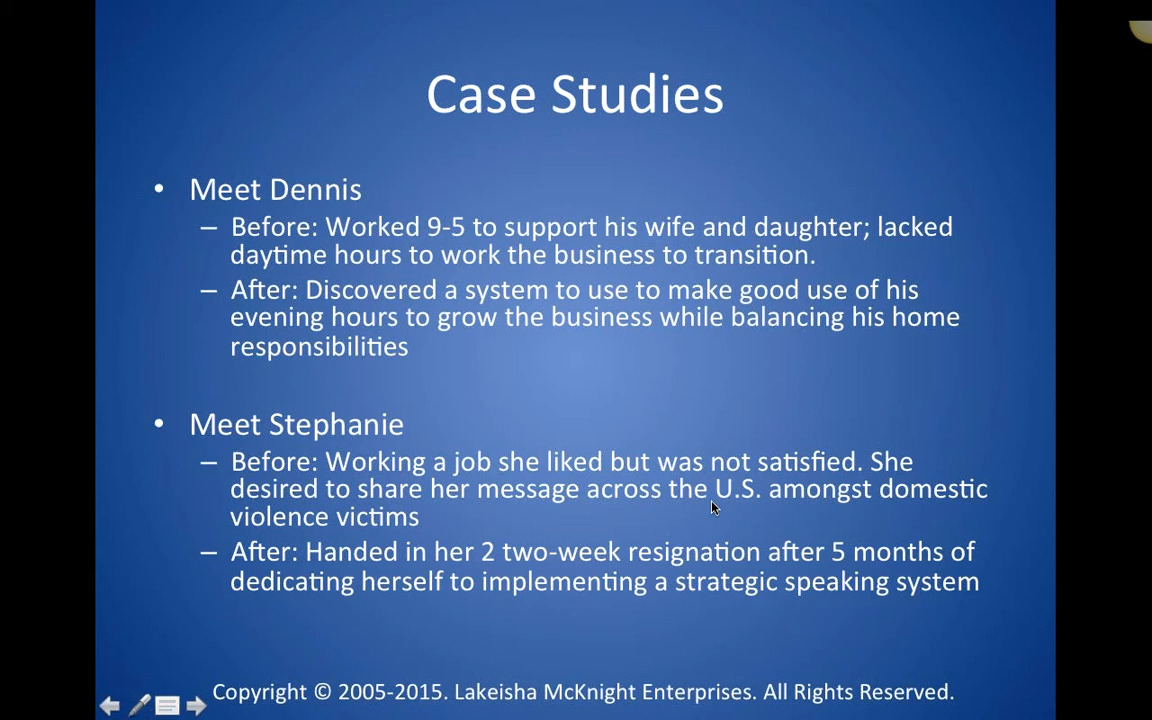 Case Studies
• Meet Dennis
– Before: Worked 9-5 to support his wife and daughter; lacked
daytime hours to work the business to transition.
– After: Discovered a system to use to make good use of his
evening hours to grow the business while balancing his home
responsibilities
• Meet Stephanie
– Before: Working a job she liked but was not satisfied. She
desired to share her message across the U.S. amongst domestic
violence victims
– After: Handed in her 2 two-week resignation after 5 months of
dedicating herself to implementing a strategic speaking system
Copyright © 2005-2015. Lakeisha McKnight Enterprises. All Rights Reserved.